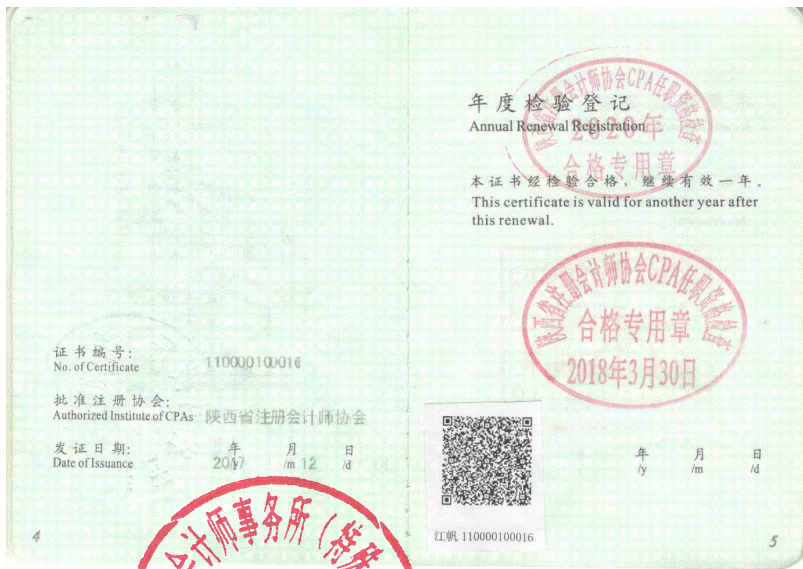 证书编号:
No. of Certificate
110000100016
批准注册协会:
Authorized Institute of CPAs
陕西省注册会计师协会
发证日期:
Date of Issuance
2017 年 /y
12 月 /m
日 /d
计师事务所(特殊
4
年度检验登记
Annual Renewal Registration
陕西省注册会计师协会CPA任职资格检查
2020年
合格专用章
本证书经检验合格,继续有效一年。
This certificate is valid for another year after
this renewal.
陕西省注册会计师协会CPA任职资格检查
合格专用章
2018年3月30日
年 月 日
/y /m /d
江帆 110000100016
5